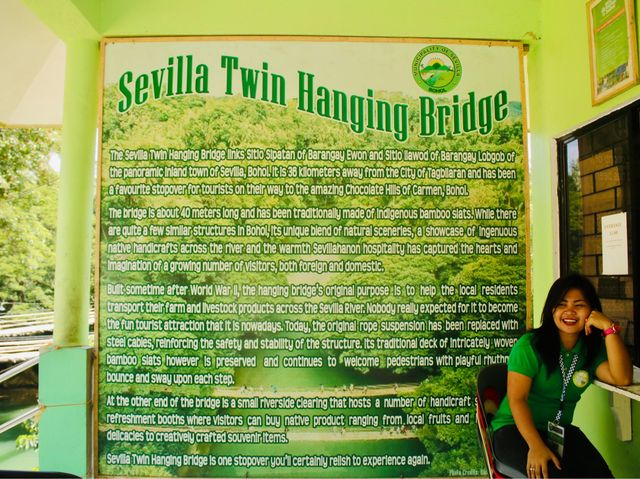 Sevilla Twin Hanging Bridge
MUNICIPALITY OF SEVILLA
BOHOL
The Sevilla Twin Hanging Bridge links Sitio Sipatan of Barangay Ewon and Sitio Ilawod of Barangay Lobgob of
the panoramic inland town of Sevilla, Bohol. It is 36 kilometers away from the City of Tagbilaran and has been
a favourite stopover for tourists on their way to the amazing Chocolate Hills of Carmen, Bohol.
The bridge is about 40 meters long and has been traditionally made of indigenous bamboo slats. While there
are quite a few similar structures in Bohol, its unique blend of natural sceneries, a showcase of ingenuous
native handicrafts across the river and the warmth Sevillahanon hospitality has captured the hearts and
imagination of a growing number of visitors, both foreign and domestic.
Built sometime after World War II, the hanging bridge's original purpose is to help the local residents
transport their farm and livestock products across the Sevilla River. Nobody really expected for it to become
the fun tourist attraction that it is nowadays. Today, the original rope suspension has been replaced with
steel cables, reinforcing the safety and stability of the structure. Its traditional deck of intricately woven
bamboo slats however is preserved and continues to welcome pedestrians with playful
bounce and sway upon each step.
At the other end of the bridge is a small riverside clearing that hosts a number of handicraft
refreshment booths where visitors can buy native product ranging from local fruits and
delicacies to creatively crafted souvenir items.
Sevilla Twin Hanging Bridge is one stopover you'll certainly relish to experience again.
Photo Credits: